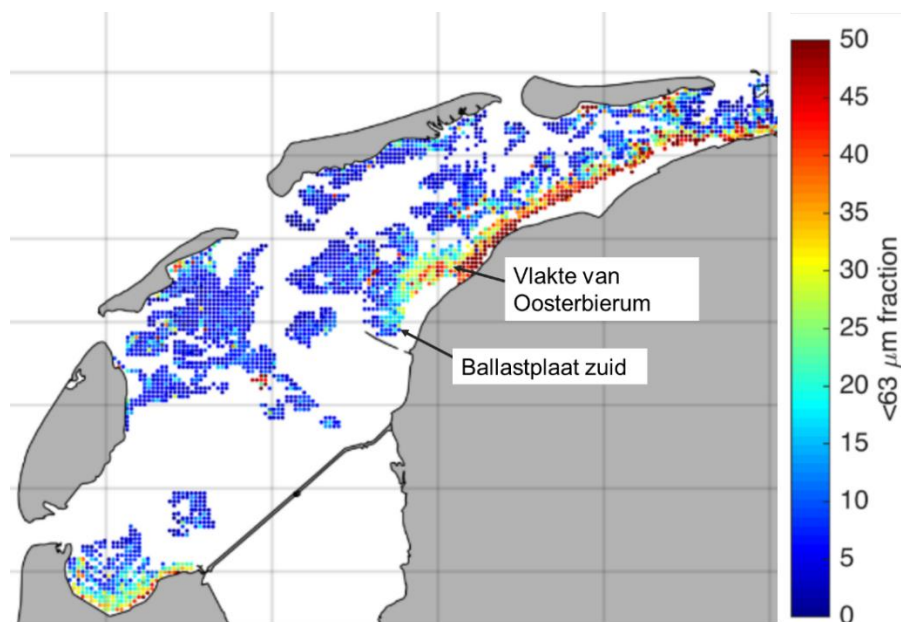 Vlakte van
Oosterbierum
Ballastplaat zuid
50
45
40
35
30
25
20
15
10
5
0
<63 μm fraction